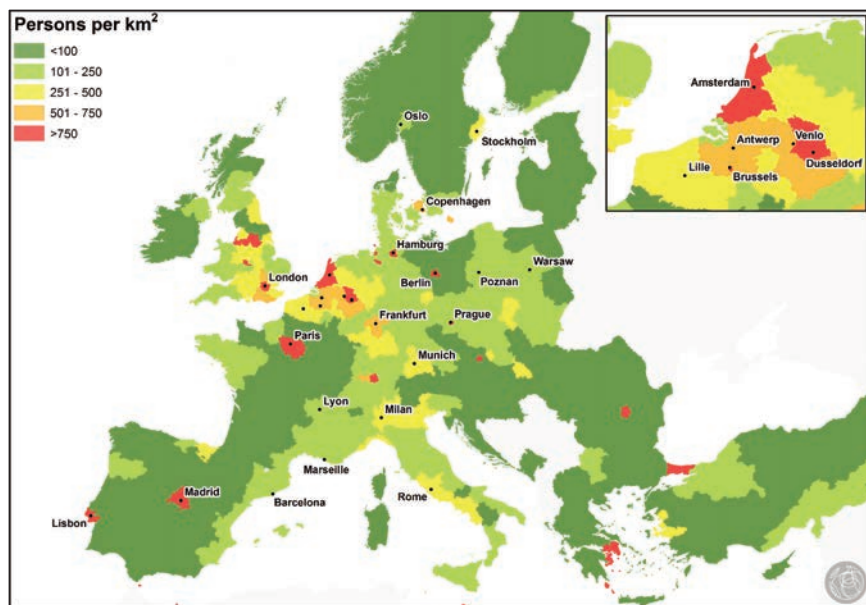 Persons per km²
<100
101 - 250
251 - 500
501 - 750
>750
Amsterdam
Antwerp
Venlo
Lille
Brussels
Dusseldorf
Oslo
Stockholm
Copenhagen
Hamburg
Berlin
Poznan
Warsaw
London
Frankfurt
Prague
Paris
Munich
Lyon
Milan
Marseille
Rome
Madrid
Barcelona
Lisbon